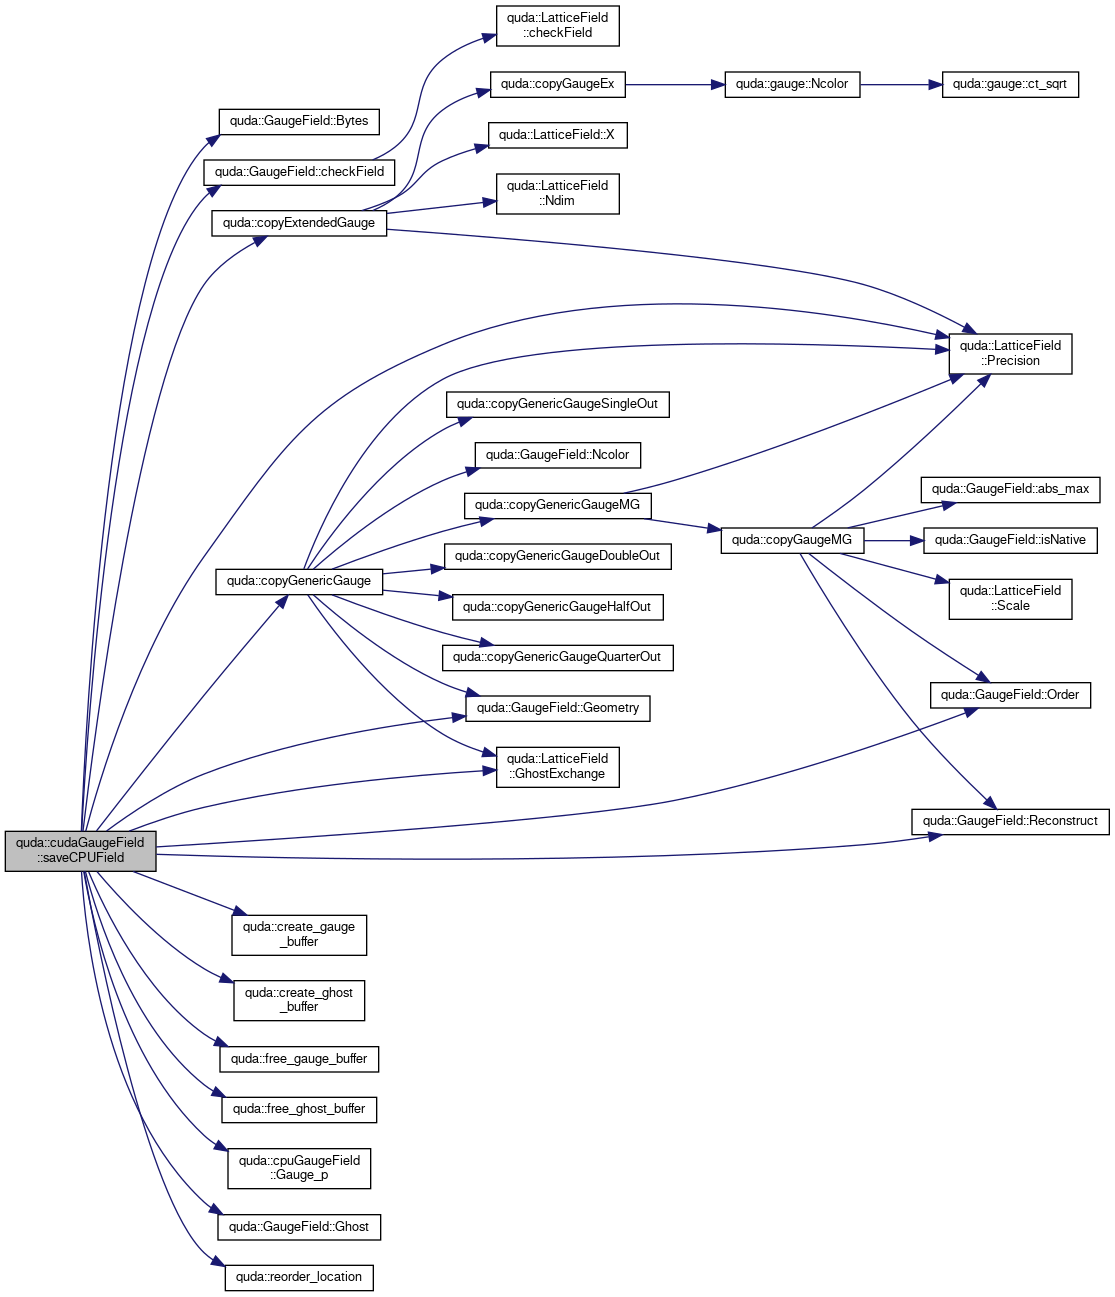 quda::LatticeField
::checkField
quda::copyGaugeEx
quda::gauge::Ncolor
quda::gauge::ct_sqrt
quda::GaugeField::Bytes
quda::LatticeField::X
quda::GaugeField::checkField
quda::LatticeField
::Ndim
quda::copyExtendedGauge
quda::LatticeField
::Precision
quda::copyGenericGaugeSingleOut
quda::GaugeField::Ncolor
quda::GaugeField::abs_max
quda::copyGenericGaugeMG
quda::copyGaugeMG
quda::GaugeField::isNative
quda::copyGenericGaugeDoubleOut
quda::copyGenericGauge
quda::LatticeField
::Scale
quda::copyGenericGaugeHalfOut
quda::copyGenericGaugeQuarterOut
quda::GaugeField::Order
quda::GaugeField::Geometry
quda::LatticeField
::GhostExchange
quda::GaugeField::Reconstruct
quda::cudaGaugeField
::saveCPUField
quda::create_gauge
_buffer
quda::create_ghost
_buffer
quda::free_gauge_buffer
quda::free_ghost_buffer
quda::cpuGaugeField
::Gauge_p
quda::GaugeField::Ghost
quda::reorder_location